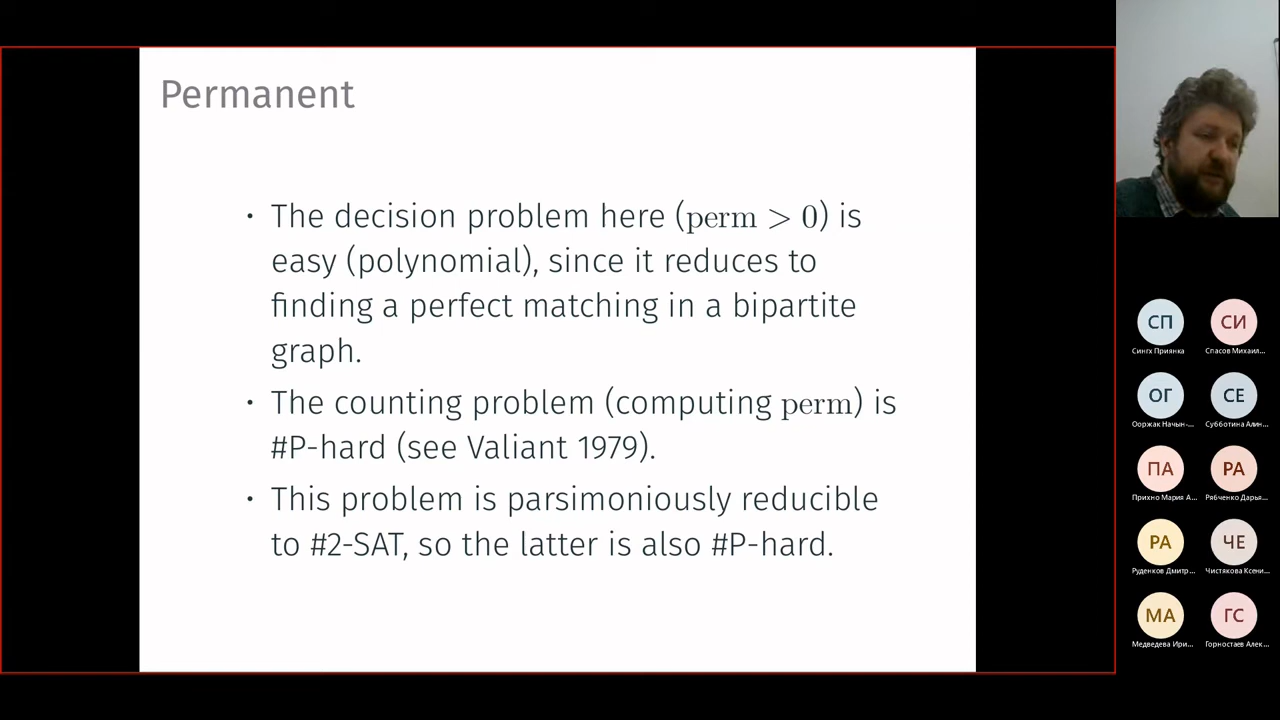 Permanent
• The decision problem here (perm > 0) is
easy (polynomial), since it reduces to
finding a perfect matching in a bipartite
graph.
• The counting problem (computing perm) is
#P-hard (see Valiant 1979).
• This problem is parsimoniously reducible
to #2-SAT, so the latter is also #P-hard.
СП СИ
Сингх Приянка Спасов Михаил...
ОГ СЕ
Ооржак Начын-... Субботина Алин...
ПА РА
Прихно Мария А... Рябченко Дарья...
РА ЧЕ
Руденков Дмитр... Чистякова Ксени...
МА ГС
Медведева Ири... Горностаев Алек...